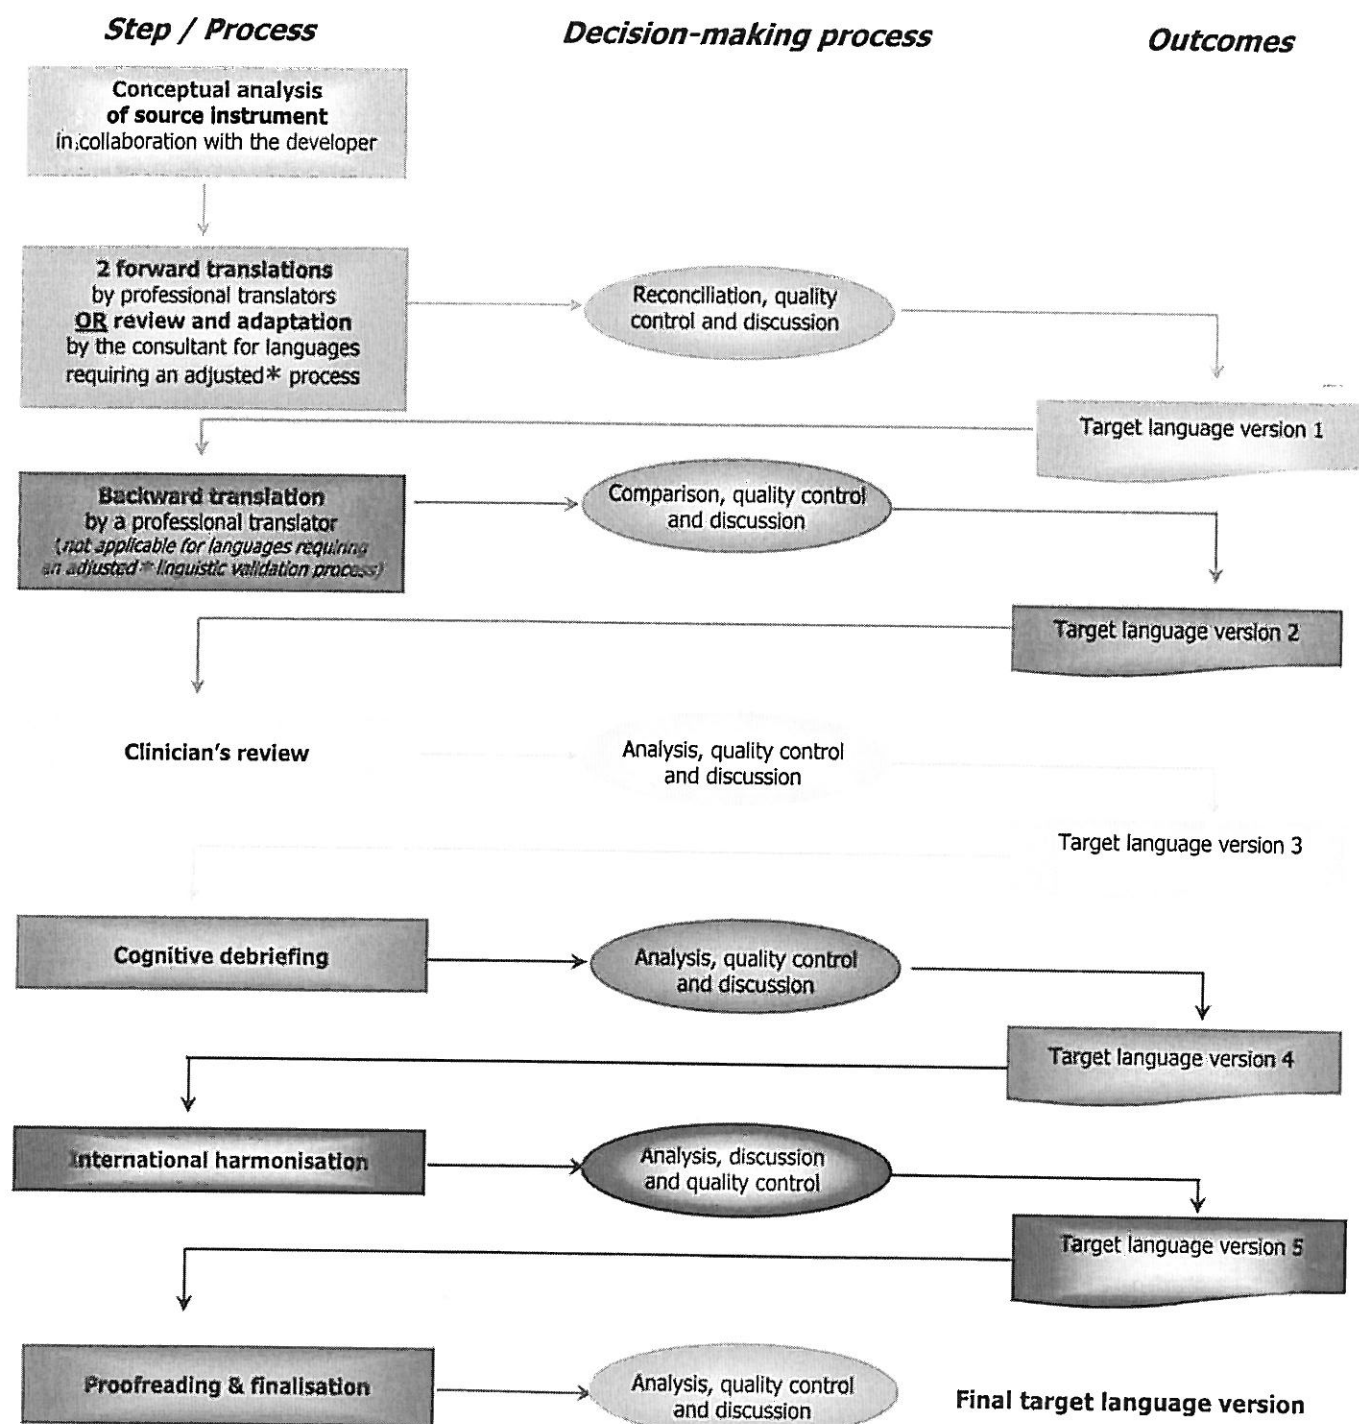 Step / Process
Decision-making process
Outcomes
Conceptual analysis
of source instrument
in collaboration with the developer
2 forward translations
by professional translators
OR review and adaptation
by the consultant for languages
requiring an adjusted* process
Reconciliation, quality
control and discussion
Target language version 1
Backward translation
by a professional translator
(not applicable for languages requiring
an adjusted* linguistic validation process)
Comparison, quality control
and discussion
Target language version 2
Clinician's review
Analysis, quality control
and discussion
Target language version 3
Cognitive debriefing
Analysis, quality control
and discussion
Target language version 4
International harmonisation
Analysis, discussion
and quality control
Target language version 5
Proofreading & finalisation
Analysis, quality control
and discussion
Final target language version